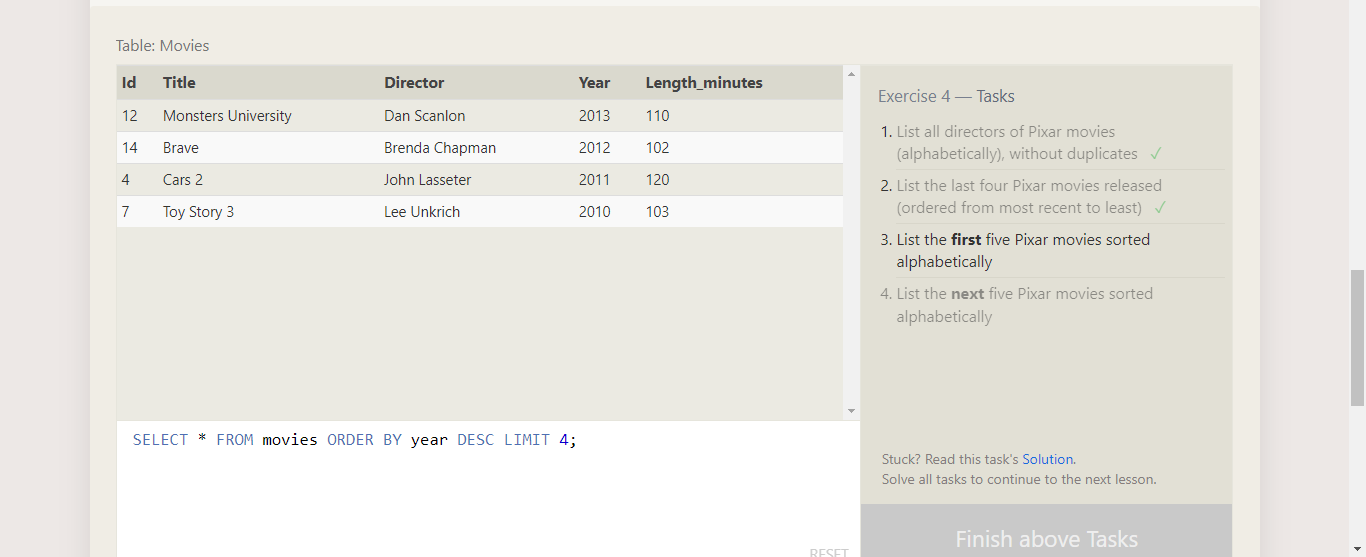 Table: Movies
Id Title Director Year Length_minutes
12 Monsters University Dan Scanlon 2013 110
14 Brave Brenda Chapman 2012 102
4 Cars 2 John Lasseter 2011 120
7 Toy Story 3 Lee Unkrich 2010 103
SELECT * FROM movies ORDER BY year DESC LIMIT 4;
RESET
Exercise 4 — Tasks
1. List all directors of Pixar movies
(alphabetically), without duplicates ✓
2. List the last four Pixar movies released
(ordered from most recent to least) ✓
3. List the first five Pixar movies sorted
alphabetically
4. List the next five Pixar movies sorted
alphabetically
Stuck? Read this task's Solution.
Solve all tasks to continue to the next lesson.
Finish above Tasks